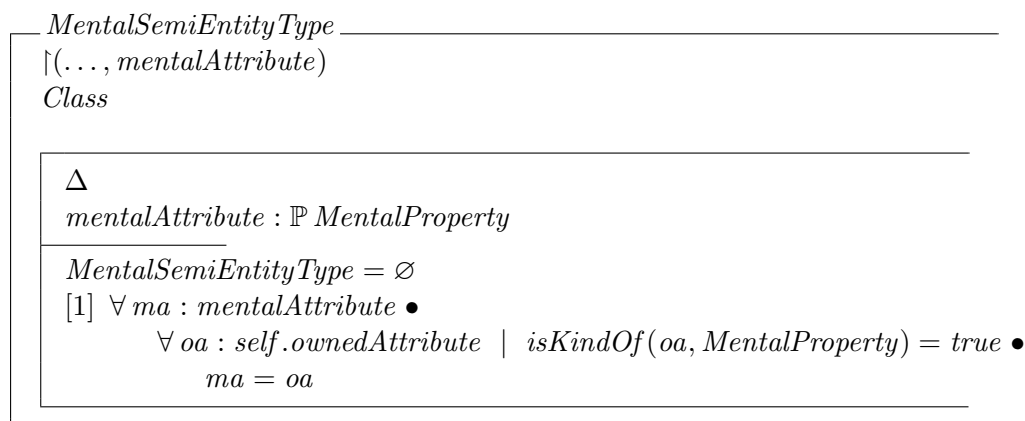 MentalSemiEntityType
↾(…, mentalAttribute)
Class
Δ
mentalAttribute : ℙ MentalProperty
MentalSemiEntityType = ∅
[1] ∀ ma : mentalAttribute •
∀ oa : self.ownedAttribute | isKindOf(oa, MentalProperty) = true •
ma = oa